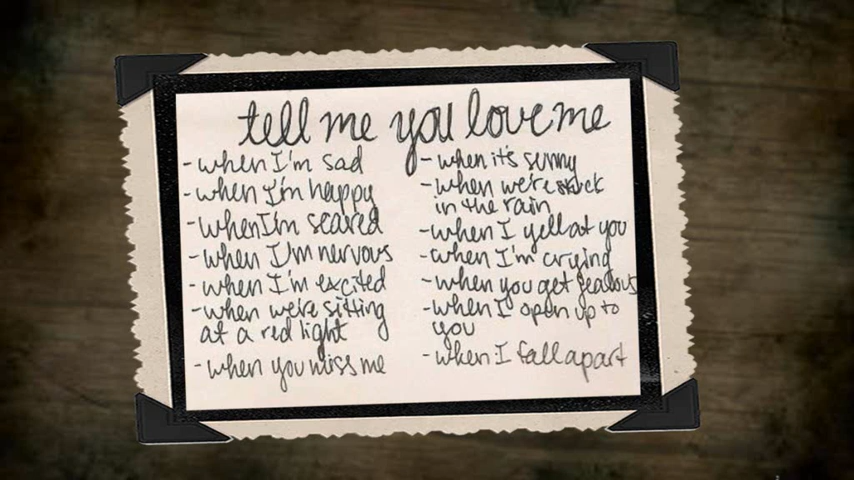 tell me you love me
- when I'm sad
- when I'm happy
- when I'm scared
- when I'm nervous
- when I'm excited
- when we're sitting
at a red light
- when you miss me
- when it's sunny
- when we're stuck
in the rain
- when I yell at you
- when I'm crying
- when you get jealous
- when I open up to
you
- when I fall apart